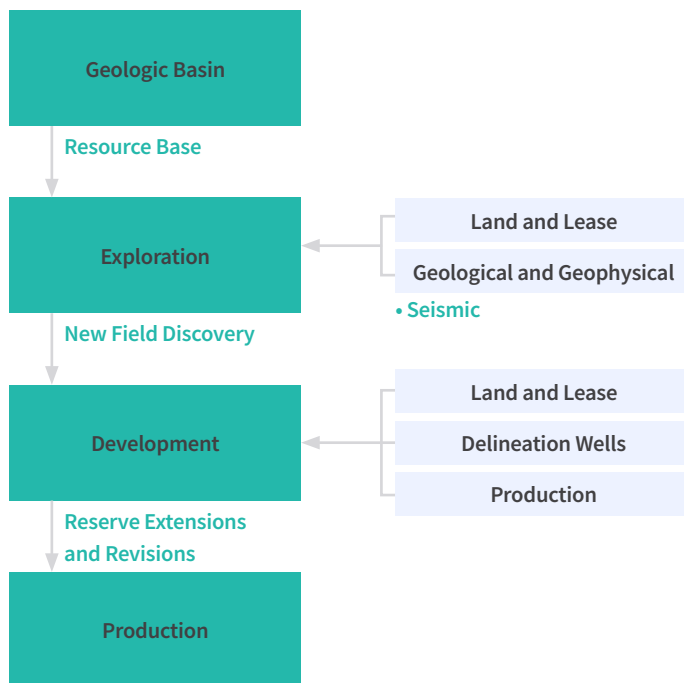 Geologic Basin
Resource Base
Exploration
Land and Lease
Geological and Geophysical
• Seismic
New Field Discovery
Development
Land and Lease
Delineation Wells
Production
Reserve Extensions
and Revisions
Production